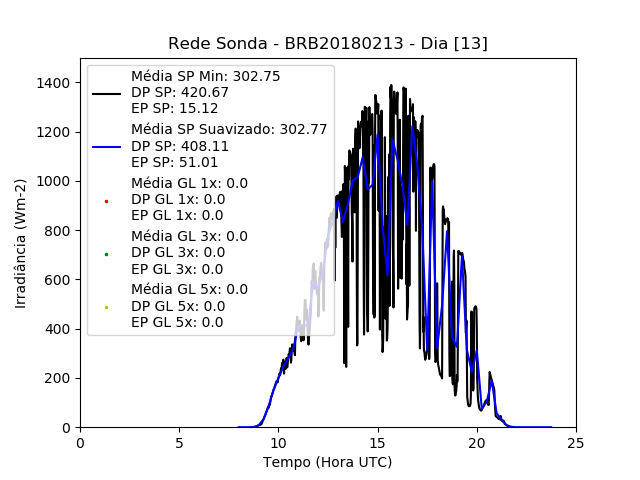 Rede Sonda - BRB20180213 - Dia [13]
Média SP Min: 302.75
DP SP: 420.67
EP SP: 15.12
Média SP Suavizado: 302.77
DP SP: 408.11
EP SP: 51.01
Média GL 1x: 0.0
DP GL 1x: 0.0
EP GL 1x: 0.0
Média GL 3x: 0.0
DP GL 3x: 0.0
EP GL 3x: 0.0
Média GL 5x: 0.0
DP GL 5x: 0.0
EP GL 5x: 0.0
Irradiância (Wm-2)
1400
1200
1000
800
600
400
200
0
0 5 10 15 20 25
Tempo (Hora UTC)